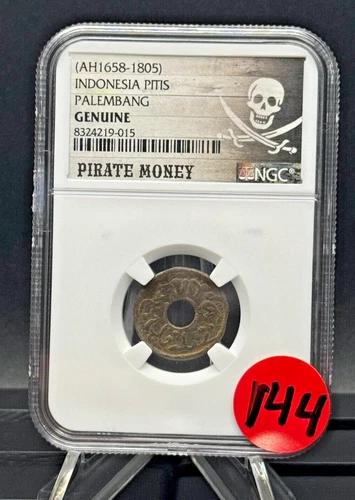 (AH1658-1805)
INDONESIA PITIS
PALEMBANG
GENUINE
8324219-015
PIRATE MONEY
NGC
144